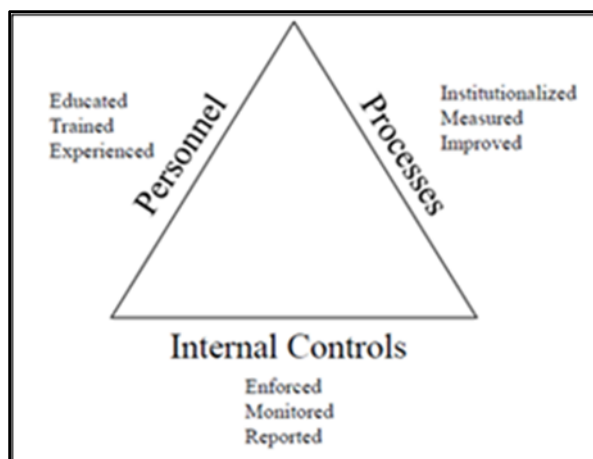 Educated
Trained
Experienced
Personnel
Processes
Institutionalized
Measured
Improved
Internal Controls
Enforced
Monitored
Reported